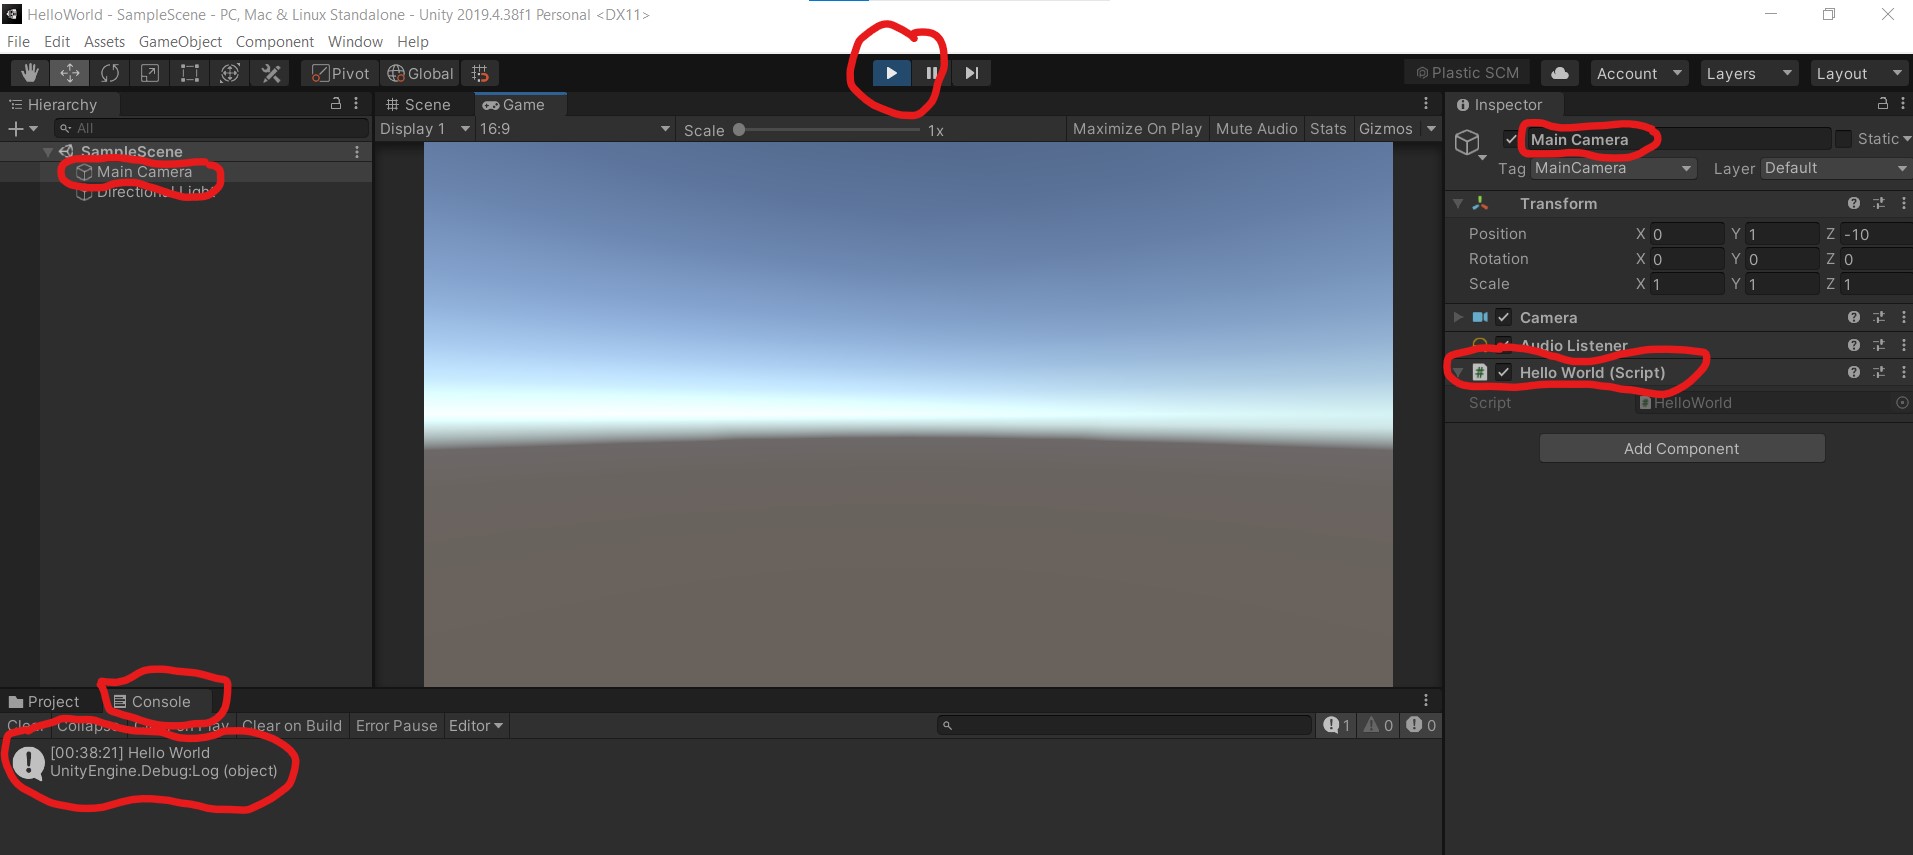 HelloWorld - SampleScene - PC, Mac & Linux Standalone - Unity 2019.4.38f1 Personal <DX11>
File Edit Assets GameObject Component Window Help
Pivot Global Plastic SCM Account Layers Layout
Hierarchy
All
SampleScene
Main Camera
Directional Light
Scene Game
Display 1 16:9 Scale 1x Maximize On Play Mute Audio Stats Gizmos
Inspector
Main Camera Static
Tag MainCamera Layer Default
Transform
Position X 0 Y 1 Z -10
Rotation X 0 Y 0 Z 0
Scale X 1 Y 1 Z 1
Camera
Audio Listener
Hello World (Script)
Script HelloWorld
Add Component
Project Console
Clear Collapse Clear on Play Clear on Build Error Pause Editor 1 0 0
[00:38:21] Hello World
UnityEngine.Debug:Log (object)